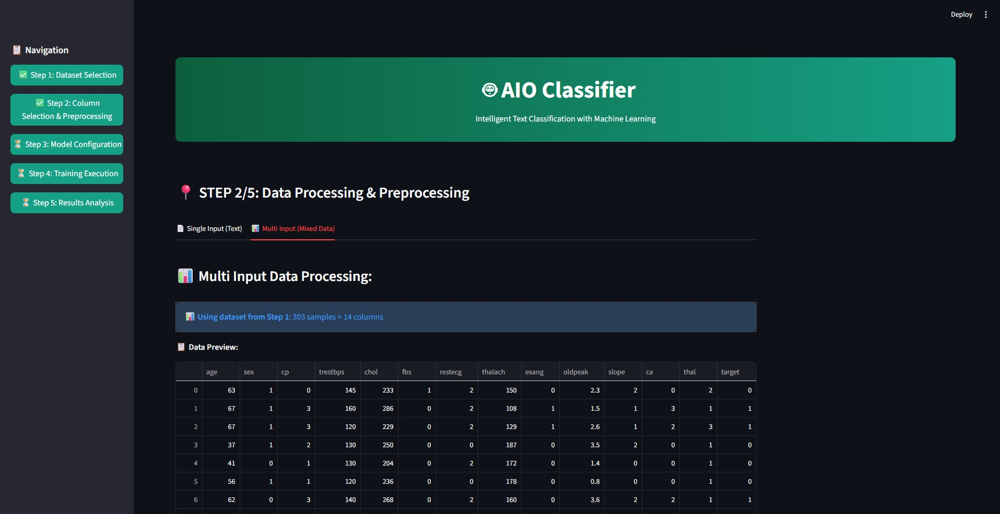 Deploy
Navigation
Step 1: Dataset Selection
Step 2: Column
Selection & Preprocessing
Step 3: Model Configuration
Step 4: Training Execution
Step 5: Results Analysis
AIO Classifier
Intelligent Text Classification with Machine Learning
STEP 2/5: Data Processing & Preprocessing
Single Input (Text) Multi Input (Mixed Data)
Multi Input Data Processing:
Using dataset from Step 1: 303 samples × 14 columns
Data Preview:
age sex cp trestbps chol fbs restecg thalach exang oldpeak slope ca thal target
0 63 1 0 145 233 1 2 150 0 2.3 2 0 2 0
1 67 1 3 160 286 0 2 108 1 1.5 1 3 1 1
2 67 1 3 120 229 0 2 129 1 2.6 1 2 3 1
3 37 1 2 130 250 0 0 187 0 3.5 2 0 1 0
4 41 0 1 130 204 0 2 172 0 1.4 0 0 1 0
5 56 1 1 120 236 0 0 178 0 0.8 0 0 1 0
6 62 0 3 140 268 0 2 160 0 3.6 2 2 1 1